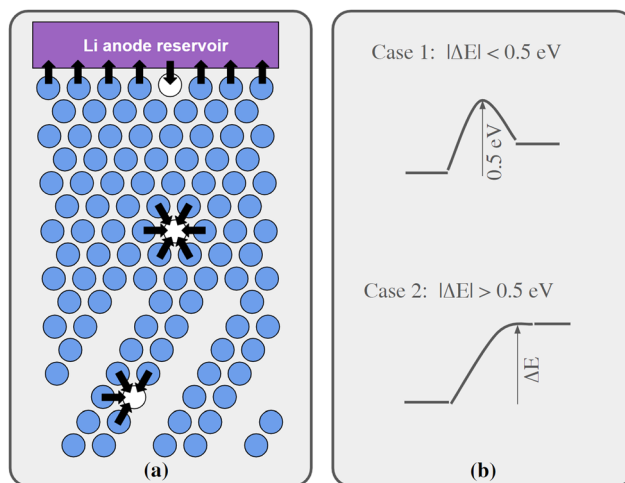 Li anode reservoir
(a)
Case 1: |ΔE| < 0.5 eV
0.5 eV
Case 2: |ΔE| > 0.5 eV
ΔE
(b)